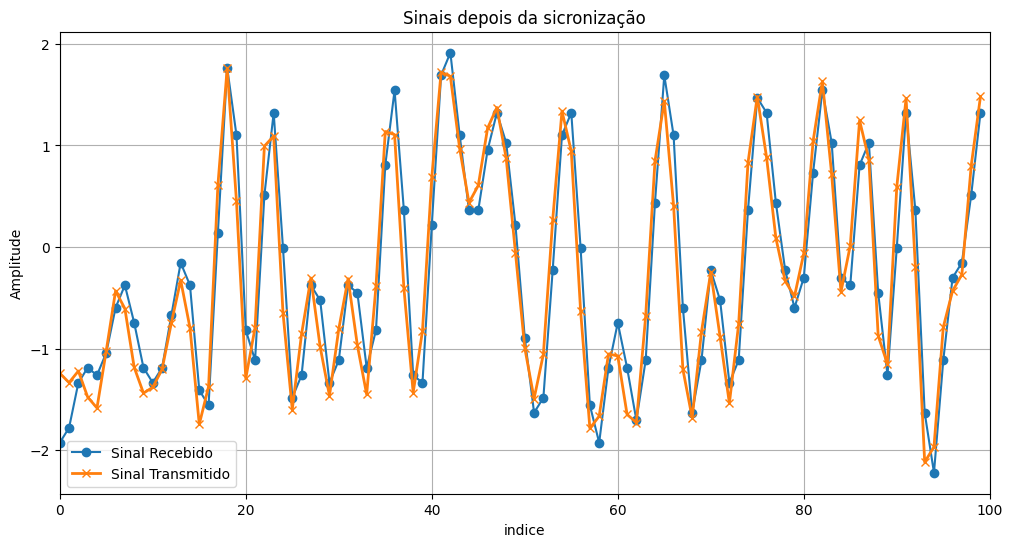 Sinais depois da sicronização
Amplitude
2
1
0
−1
−2
Sinal Recebido
Sinal Transmitido
0
20
40
60
80
100
indice